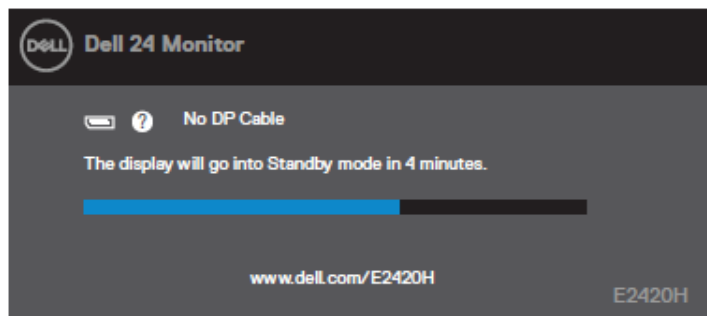 DELL Dell 24 Monitor
? No DP Cable
The display will go into Standby mode in 4 minutes.
www.dell.com/E2420H
E2420H